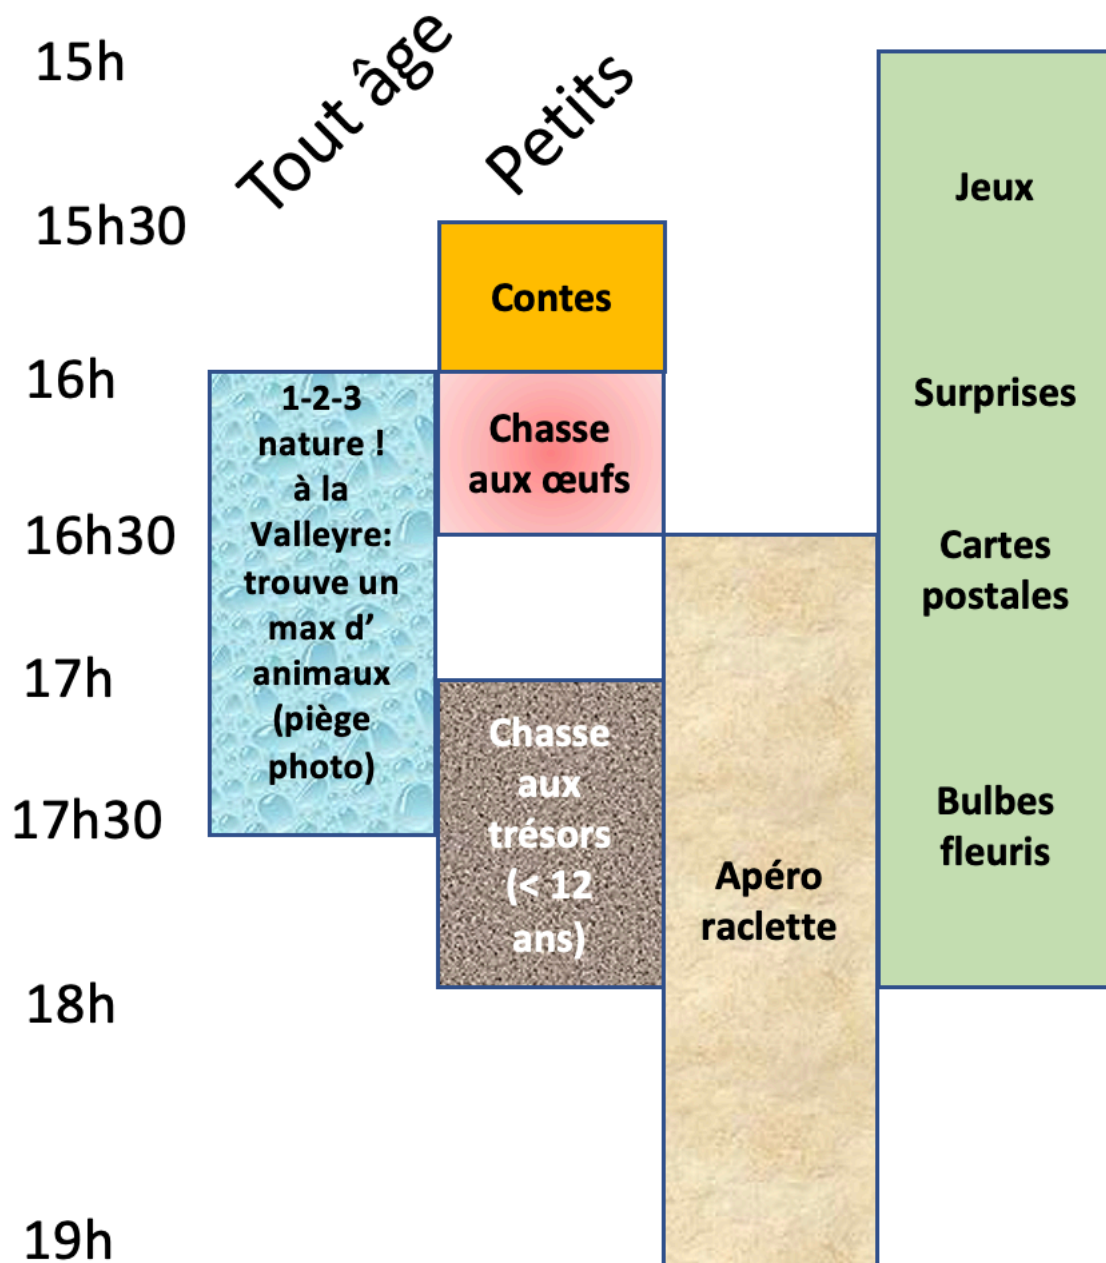 15h
15h30
16h
16h30
17h
17h30
18h
19h
Tout âge
Petits
1-2-3
nature !
à la
Valleyre:
trouve un
max d’
animaux
(piège
photo)
Contes
Chasse
aux œufs
Chasse
aux
trésors
(< 12
ans)
Apéro
raclette
Jeux
Surprises
Cartes
postales
Bulbes
fleuris